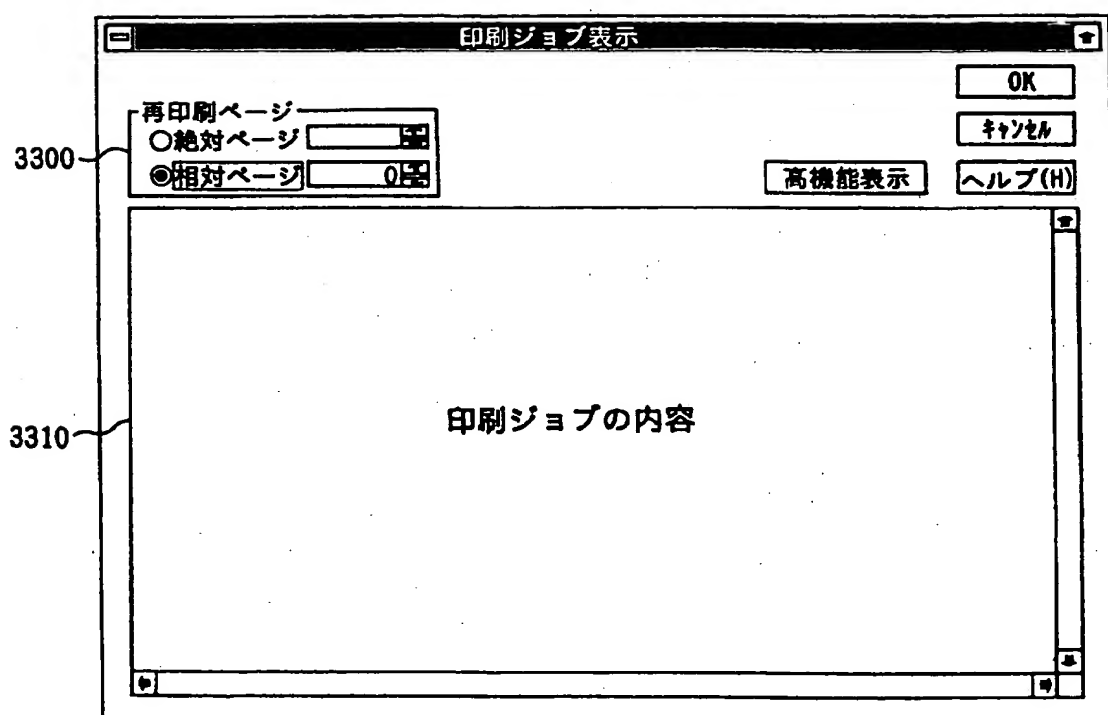 印刷ジョブ表示
OK
再印刷ページ
絶対ページ
キャンセル
3300
相対ページ 0
高機能表示 ヘルプ(H)
3310
印刷ジョブの内容